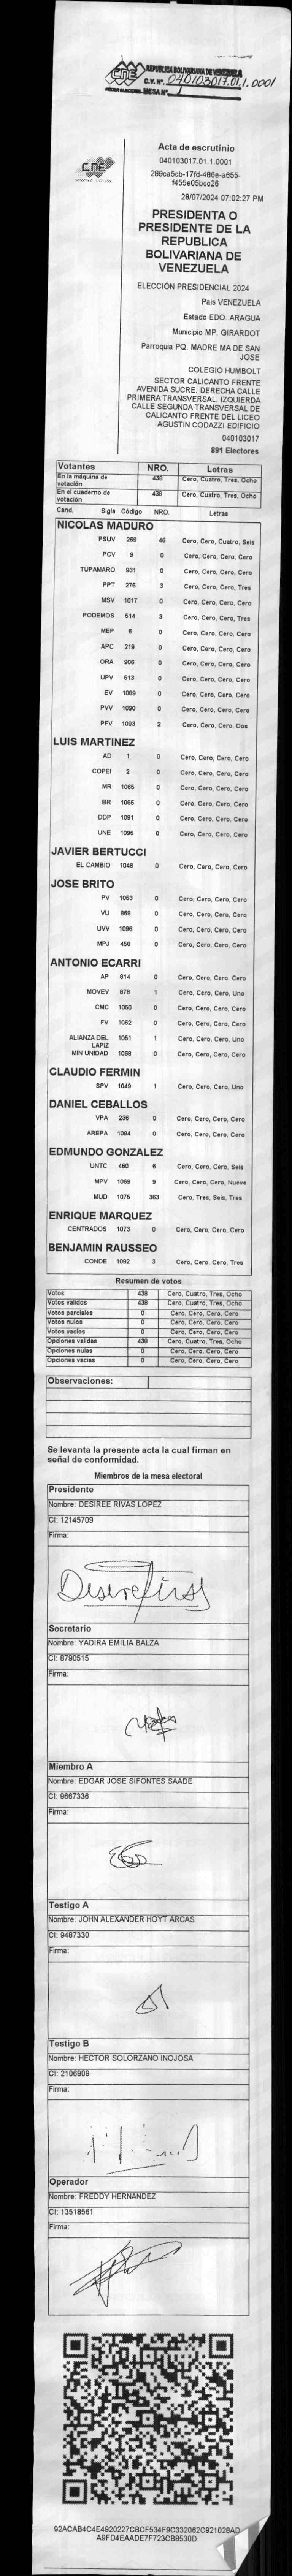 CNE REPUBLICA BOLIVARIANA DE VENEZUELA
C.V. Nº 040103017.01.1.0001
MESA Nº 1
CNE
Acta de escrutinio
040103017.01.1.0001
289ca5cb-17fd-486e-a655-
f455e05bcc26
28/07/2024 07:02:27 PM
PRESIDENTA O
PRESIDENTE DE LA
REPUBLICA
BOLIVARIANA DE
VENEZUELA
ELECCIÓN PRESIDENCIAL 2024
Pais VENEZUELA
Estado EDO. ARAGUA
Municipio MP. GIRARDOT
Parroquia PQ. MADRE MA DE SAN
JOSE
COLEGIO HUMBOLT
SECTOR CALICANTO FRENTE
AVENIDA SUCRE. DERECHA CALLE
PRIMERA TRANSVERSAL. IZQUIERDA
CALLE SEGUNDA TRANSVERSAL DE
CALICANTO FRENTE DEL LICEO
AGUSTIN CODAZZI EDIFICIO
040103017
891 Electores
Votantes NRO. Letras
En la máquina de votación 438 Cero, Cuatro, Tres, Ocho
En el cuaderno de votación 438 Cero, Cuatro, Tres, Ocho
Cand. Sigla Código NRO. Letras
NICOLAS MADURO
PSUV 269 46 Cero, Cero, Cuatro, Seis
PCV 9 0 Cero, Cero, Cero, Cero
TUPAMARO 931 0 Cero, Cero, Cero, Cero
PPT 276 3 Cero, Cero, Cero, Tres
MSV 1017 0 Cero, Cero, Cero, Cero
PODEMOS 514 3 Cero, Cero, Cero, Tres
MEP 6 0 Cero, Cero, Cero, Cero
APC 219 0 Cero, Cero, Cero, Cero
ORA 906 0 Cero, Cero, Cero, Cero
UPV 513 0 Cero, Cero, Cero, Cero
EV 1089 0 Cero, Cero, Cero, Cero
PVV 1090 0 Cero, Cero, Cero, Cero
PFV 1093 2 Cero, Cero, Cero, Dos
LUIS MARTINEZ
AD 1 0 Cero, Cero, Cero, Cero
COPEI 2 0 Cero, Cero, Cero, Cero
MR 1065 0 Cero, Cero, Cero, Cero
BR 1066 0 Cero, Cero, Cero, Cero
DDP 1091 0 Cero, Cero, Cero, Cero
UNE 1095 0 Cero, Cero, Cero, Cero
JAVIER BERTUCCI
EL CAMBIO 1048 0 Cero, Cero, Cero, Cero
JOSE BRITO
PV 1053 0 Cero, Cero, Cero, Cero
VU 868 0 Cero, Cero, Cero, Cero
UVV 1096 0 Cero, Cero, Cero, Cero
MPJ 458 0 Cero, Cero, Cero, Cero
ANTONIO ECARRI
AP 814 0 Cero, Cero, Cero, Cero
MOVEV 878 1 Cero, Cero, Cero, Uno
CMC 1050 0 Cero, Cero, Cero, Cero
FV 1062 0 Cero, Cero, Cero, Cero
ALIANZA DEL LAPIZ 1051 1 Cero, Cero, Cero, Uno
MIN UNIDAD 1068 0 Cero, Cero, Cero, Cero
CLAUDIO FERMIN
SPV 1049 1 Cero, Cero, Cero, Uno
DANIEL CEBALLOS
VPA 236 0 Cero, Cero, Cero, Cero
AREPA 1094 0 Cero, Cero, Cero, Cero
EDMUNDO GONZALEZ
UNTC 460 6 Cero, Cero, Cero, Seis
MPV 1069 9 Cero, Cero, Cero, Nueve
MUD 1075 363 Cero, Tres, Seis, Tres
ENRIQUE MARQUEZ
CENTRADOS 1073 0 Cero, Cero, Cero, Cero
BENJAMIN RAUSSEO
CONDE 1092 3 Cero, Cero, Cero, Tres
Resumen de votos
Votos 438 Cero, Cuatro, Tres, Ocho
Votos validos 438 Cero, Cuatro, Tres, Ocho
Votos parciales 0 Cero, Cero, Cero, Cero
Votos nulos 0 Cero, Cero, Cero, Cero
Votos vacíos 0 Cero, Cero, Cero, Cero
Opciones validas 438 Cero, Cuatro, Tres, Ocho
Opciones nulas 0 Cero, Cero, Cero, Cero
Opciones vacías 0 Cero, Cero, Cero, Cero
Observaciones:
Se levanta la presente acta la cual firman en
señal de conformidad.
Miembros de la mesa electoral
Presidente
Nombre: DESIREE RIVAS LOPEZ
CI: 12145709
Firma:
Secretario
Nombre: YADIRA EMILIA BALZA
CI: 8790515
Firma:
Miembro A
Nombre: EDGAR JOSE SIFONTES SAADE
CI: 9667336
Firma:
Testigo A
Nombre: JOHN ALEXANDER HOYT ARCAS
CI: 9487330
Firma:
Testigo B
Nombre: HECTOR SOLORZANO INOJOSA
CI: 2106909
Firma:
Operador
Nombre: FREDDY HERNANDEZ
CI: 13518561
Firma:
92ACAB4C4E4920227CBCF534F9C332062C921028AD
A9FD4EAADE7F723CB8530D